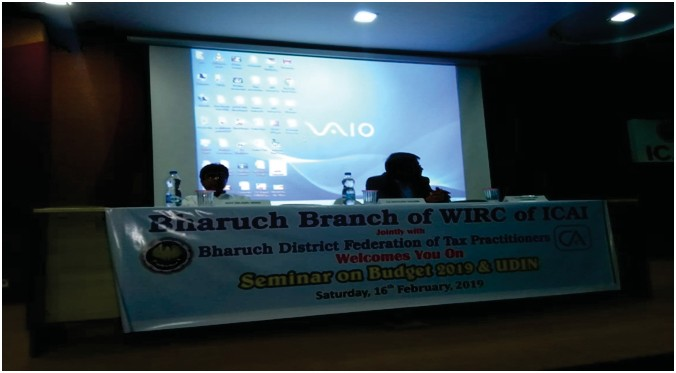 VAIO
IC
Bharuch Branch of WIRC of ICAI
Jointly with
Bharuch District Federation of Tax Practitioners
CA
Welcomes You On
Seminar on Budget 2019 & UDIN
Saturday, 16th February, 2019